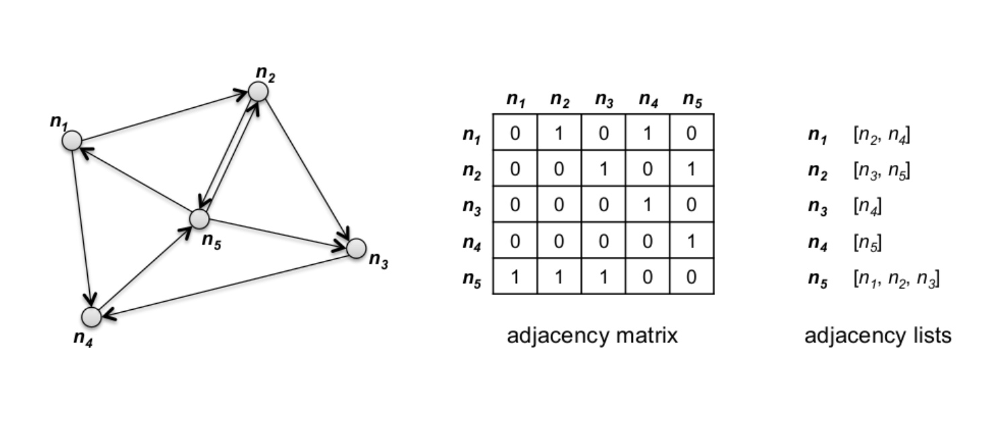 n2
n1
n5
n3
n4
n1 n2 n3 n4 n5
n1 0 1 0 1 0
n2 0 0 1 0 1
n3 0 0 0 1 0
n4 0 0 0 0 1
n5 1 1 1 0 0
adjacency matrix
n1 [n2, n4]
n2 [n3, n5]
n3 [n4]
n4 [n5]
n5 [n1, n2, n3]
adjacency lists